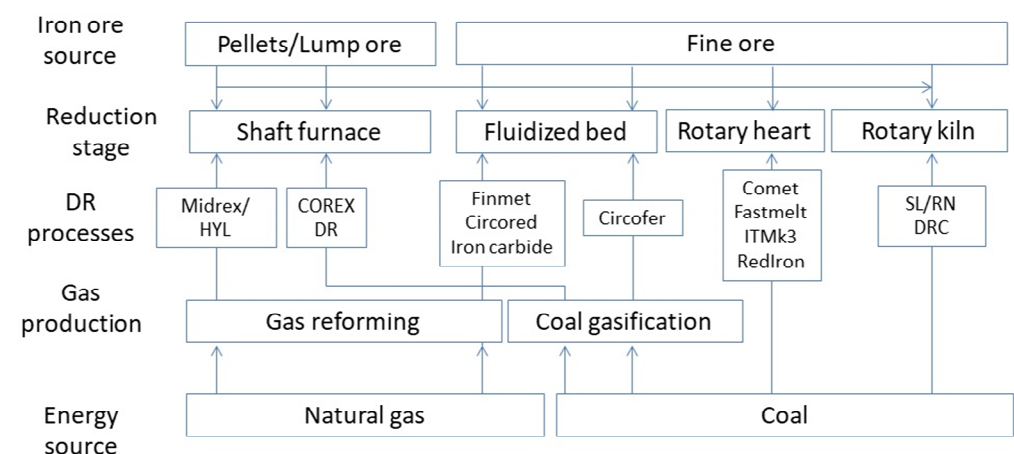 Iron ore
source
Pellets/Lump ore
Fine ore
Reduction
stage
Shaft furnace
Fluidized bed
Rotary heart
Rotary kiln
DR
processes
Midrex/
HYL
COREX
DR
Finmet
Circored
Iron carbide
Circofer
Comet
Fastmelt
ITMk3
RedIron
SL/RN
DRC
Gas
production
Gas reforming
Coal gasification
Energy
source
Natural gas
Coal